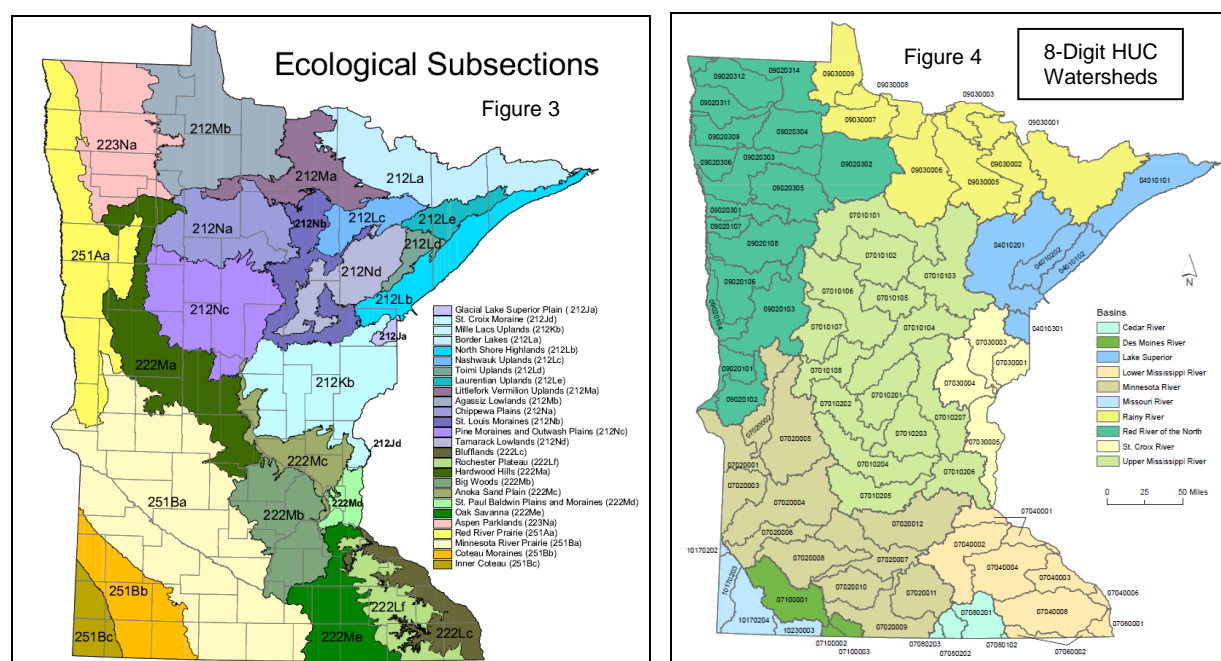 Ecological Subsections
Figure 3
212Mb
223Na
212La
212Ma
212Nb
212Lc
212Le
212Na
212Ld
251Aa
212Nd
212Nc
212Lb
212Ja
222Ma
212Kb
212Jd
222Mc
222Md
251Ba
222Mb
251Bb
222Lf
251Bc
222Me
222Lc
Glacial Lake Superior Plain (212Ja)
St. Croix Moraine (212Jd)
Mille Lacs Uplands (212Kb)
Border Lakes (212La)
North Shore Highlands (212Lb)
Nashwauk Uplands (212Lc)
Toimi Uplands (212Ld)
Laurentian Uplands (212Le)
Littlefork Vermilion Uplands (212Ma)
Agassiz Lowlands (212Mb)
Chippewa Plains (212Na)
St. Louis Moraines (212Nb)
Pine Moraines and Outwash Plains (212Nc)
Tamarack Lowlands (212Nd)
Blufflands (222Lc)
Rochester Plateau (222Lf)
Hardwood Hills (222Ma)
Big Woods (222Mb)
Anoka Sand Plain (222Mc)
St. Paul Baldwin Plains and Moraines (222Md)
Oak Savanna (222Me)
Aspen Parklands (223Na)
Red River Prairie (251Aa)
Minnesota River Prairie (251Ba)
Coteau Moraines (251Bb)
Inner Coteau (251Bc)
Figure 4
8-Digit HUC
Watersheds
09020312
09020314
09030009
09030008
09030003
09020311
09030007
09030001
09020309
09020304
09020306
09020303
09020302
09030006
09030002
09030005
04010101
09020305
09020301
07010101
09020107
09020108
04010201
04010202
04010102
07010102
07010103
09020106
07010106
07010105
09020104
09020103
07010107
07010104
04010301
07030003
07030001
09020101
07010108
07030004
09020102
07010202
07010201
07010207
07020002
07020005
07010203
07030005
07020001
07010204
07010206
07020003
07020004
07010205
07040001
07020012
07020006
07040002
10170202
07020008
07020007
07040004
07040003
10170203
07020010
07020011
07040006
07100001
07040008
07060001
10170204
10230003
07020009
07080201
07100002
07100003
07080203
07080202
07080102
07060002
N
Basins
Cedar River
Des Moines River
Lake Superior
Lower Mississippi River
Minnesota River
Missouri River
Rainy River
Red River of the North
St. Croix River
Upper Mississippi River
0 25 50 Miles